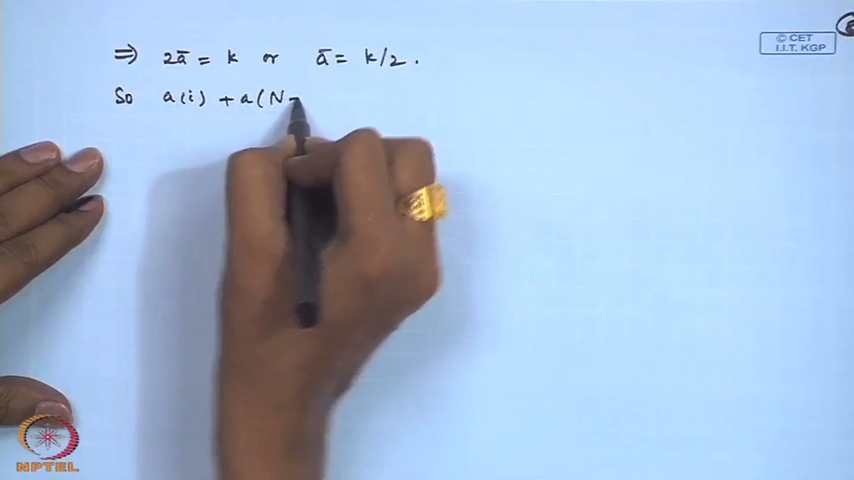 ⇒ 2ā = k or ā = k/2 .
So a(i) + a(N-
© CET
I.I.T. KGP
NPTEL